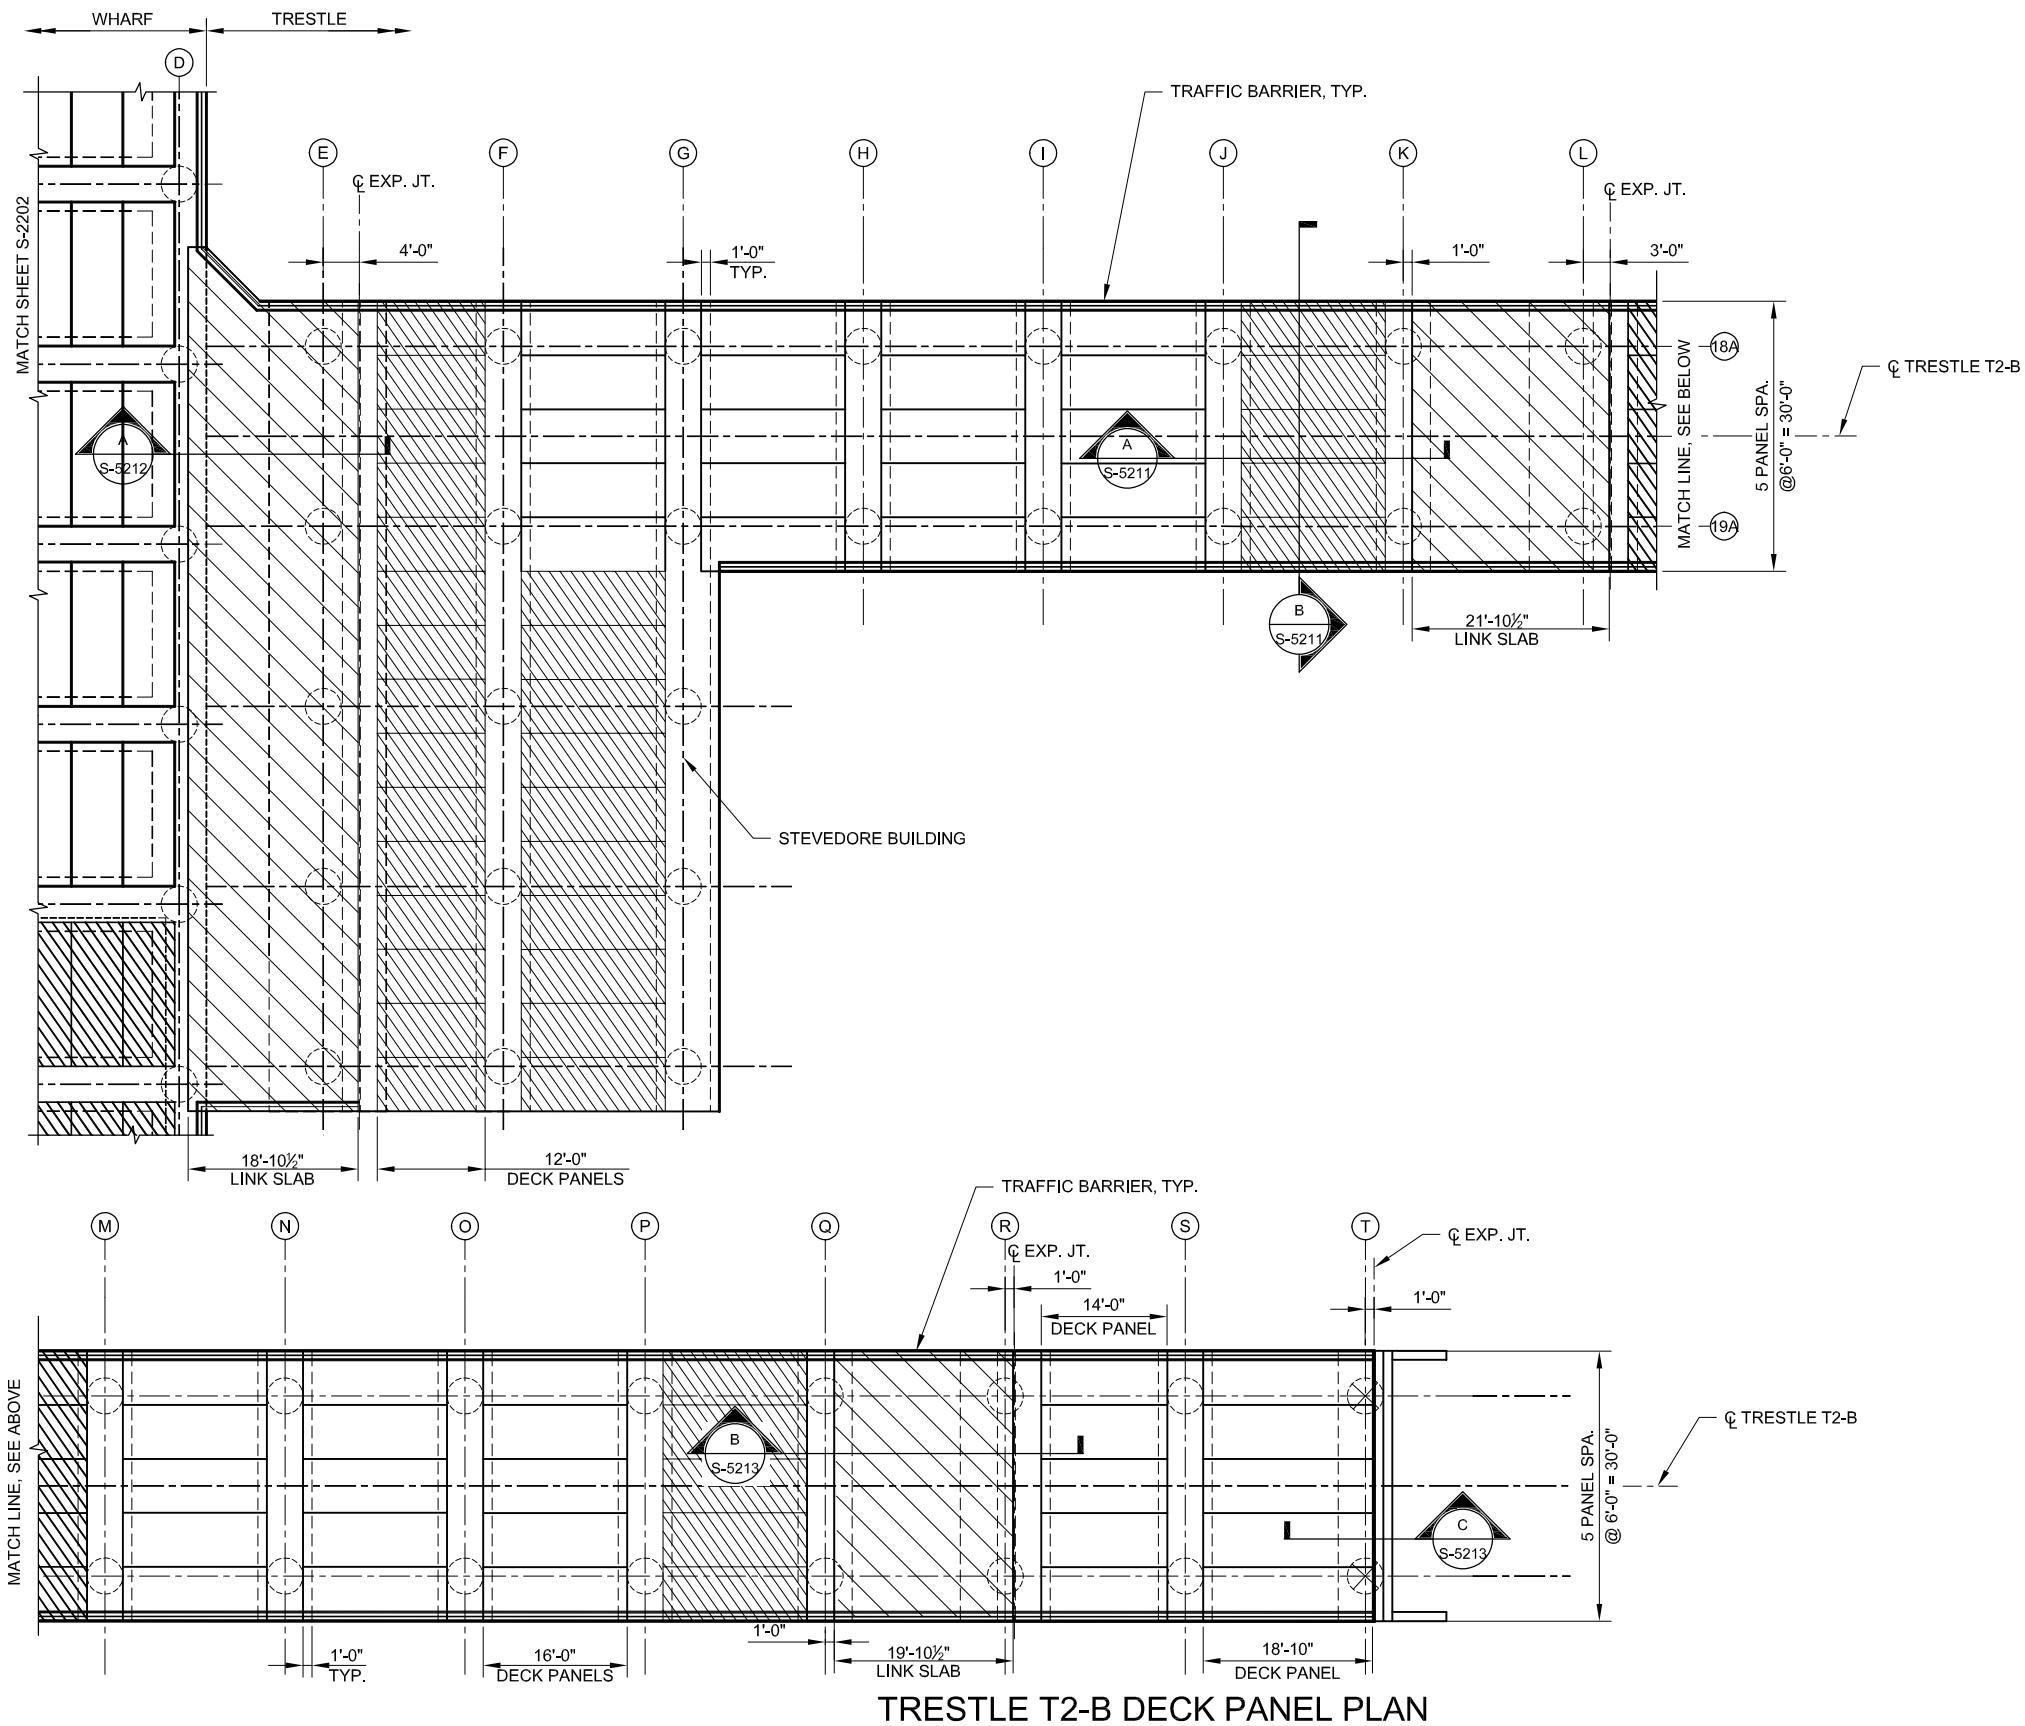 WHARF
TRESTLE
D
TRAFFIC BARRIER, TYP.
E
F
G
H
I
J
K
L
℄ EXP. JT.
℄ EXP. JT.
MATCH SHEET S-2202
4'-0"
1'-0"
TYP.
1'-0"
3'-0"
18A
℄ TRESTLE T2-B
MATCH LINE, SEE BELOW
5 PANEL SPA.
@6'-0" = 30'-0"
A
S-5212
A
S-5211
19A
B
S-5211
21'-10½"
LINK SLAB
STEVEDORE BUILDING
18'-10½"
LINK SLAB
12'-0"
DECK PANELS
TRAFFIC BARRIER, TYP.
M
N
O
P
Q
R
S
T
℄ EXP. JT.
℄ EXP. JT.
1'-0"
14'-0"
DECK PANEL
1'-0"
MATCH LINE, SEE ABOVE
℄ TRESTLE T2-B
B
S-5213
5 PANEL SPA.
@ 6'-0" = 30'-0"
C
S-5213
1'-0"
TYP.
16'-0"
DECK PANELS
1'-0"
19'-10½"
LINK SLAB
18'-10"
DECK PANEL
TRESTLE T2-B DECK PANEL PLAN